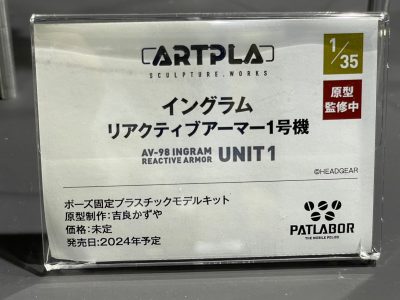 ARTPLA
SCULPTURE.WORKS
1/35
原型
監修中
イングラム
リアクティブアーマー1号機
AV-98 INGRAM
REACTIVE ARMOR UNIT 1
©HEADGEAR
ポーズ固定プラスチックモデルキット
原型制作:吉良かずや
価格:未定
発売日:2024年予定
PATLABOR
THE MOBILE POLICE